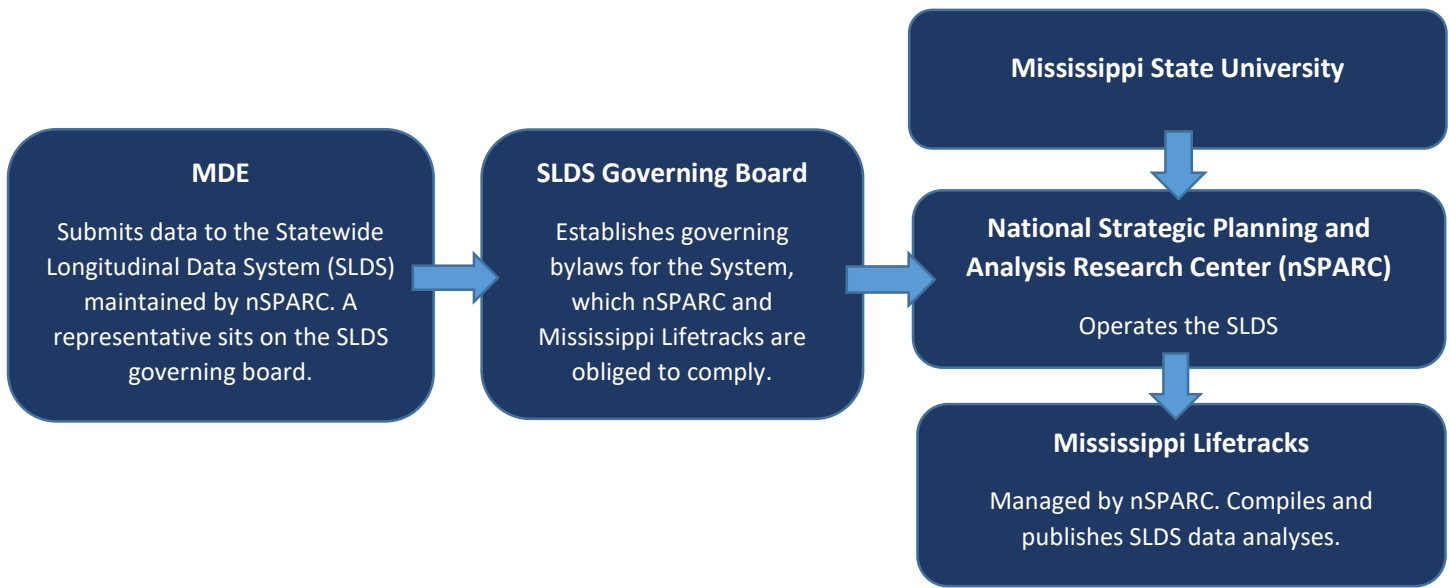 MDE
Submits data to the Statewide
Longitudinal Data System (SLDS)
maintained by nSPARC. A
representative sits on the SLDS
governing board.
SLDS Governing Board
Establishes governing
bylaws for the System,
which nSPARC and
Mississippi Lifetracks are
obliged to comply.
Mississippi State University
National Strategic Planning and
Analysis Research Center (nSPARC)
Operates the SLDS
Mississippi Lifetracks
Managed by nSPARC. Compiles and
publishes SLDS data analyses.